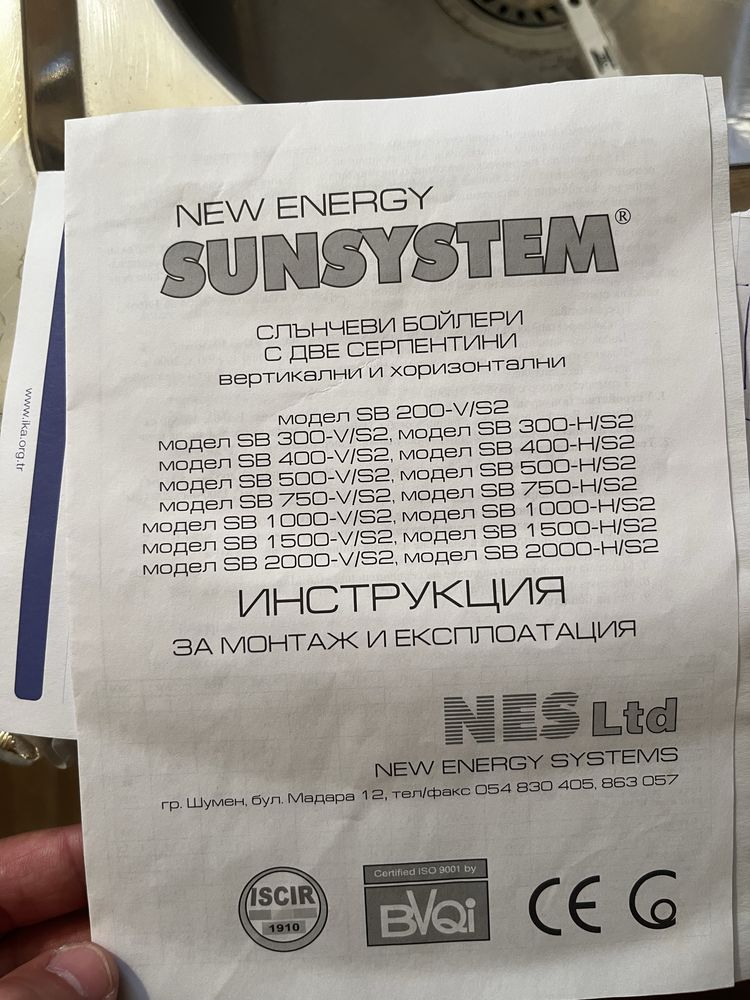 NEW ENERGY
SUNSYSTEM®
СЛЪНЧЕВИ БОЙЛЕРИ
С ДВЕ СЕРПЕНТИНИ
вертикални и хоризонтални
модел SB 200-V/S2
модел SB 300-V/S2, модел SB 300-H/S2
модел SB 400-V/S2, модел SB 400-H/S2
модел SB 500-V/S2, модел SB 500-H/S2
модел SB 750-V/S2, модел SB 750-H/S2
модел SB 1000-V/S2, модел SB 1000-H/S2
модел SB 1500-V/S2, модел SB 1500-H/S2
модел SB 2000-V/S2, модел SB 2000-H/S2
ИНСТРУКЦИЯ
ЗА МОНТАЖ И ЕКСПЛОАТАЦИЯ
NES Ltd
NEW ENERGY SYSTEMS
гр. Шумен, бул. Мадара 12, тел/факс 054 830 405, 863 057
ISCIR
1910
Certified ISO 9001 by
BVQi
CE
www.ika.org.tr